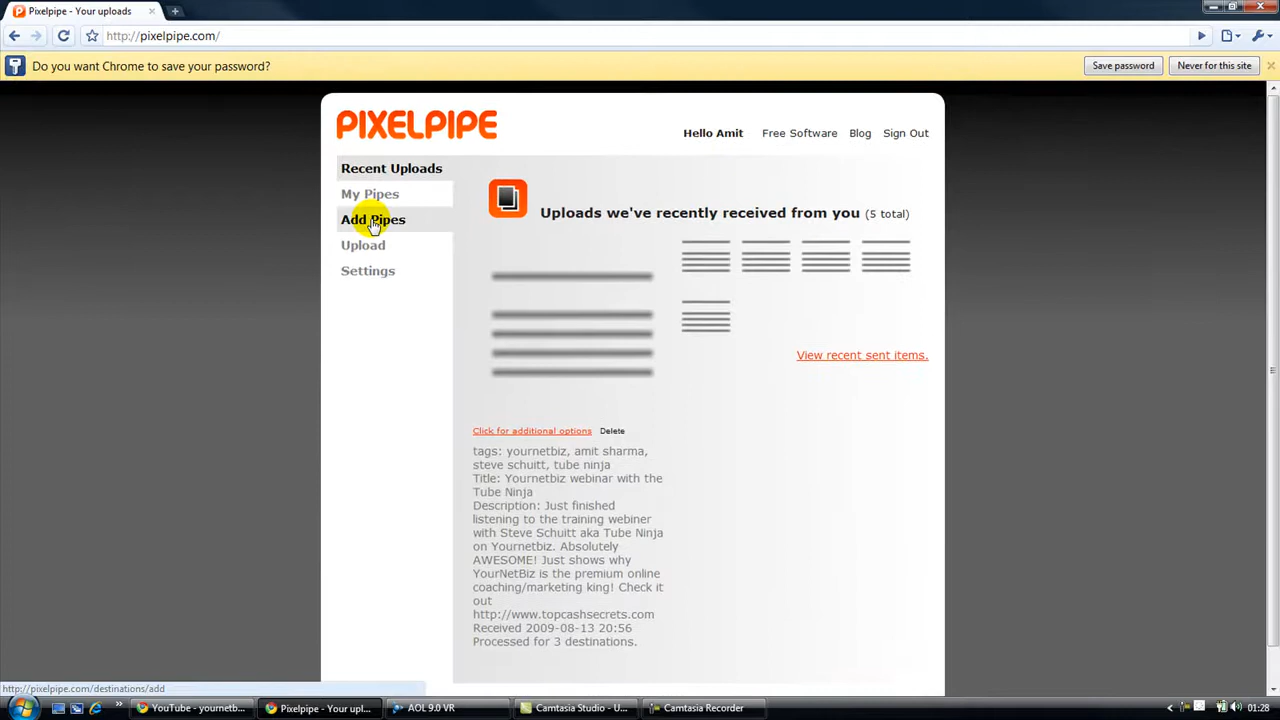 Pixelpipe - Your uploads
http://pixelpipe.com/
Do you want Chrome to save your password?
Save password
Never for this site
PIXELPIPE
Hello Amit
Free Software
Blog
Sign Out
Recent Uploads
My Pipes
Add Pipes
Upload
Settings
Uploads we've recently received from you (5 total)
View recent sent items.
Click for additional options
Delete
tags: yournetbiz, amit sharma,
steve schuitt, tube ninja
Title: Yournetbiz webinar with the
Tube Ninja
Description: Just finished
listening to the training webiner
with Steve Schuitt aka Tube Ninja
on Yournetbiz. Absolutely
AWESOME! Just shows why
YourNetBiz is the premium online
coaching/marketing king! Check it
out
http://www.topcashsecrets.com
Received 2009-08-13 20:56
Processed for 3 destinations.
http://pixelpipe.com/destinations/add
YouTube - yournetb...
Pixelpipe - Your upl...
AOL 9.0 VR
Camtasia Studio - U...
Camtasia Recorder
01:28